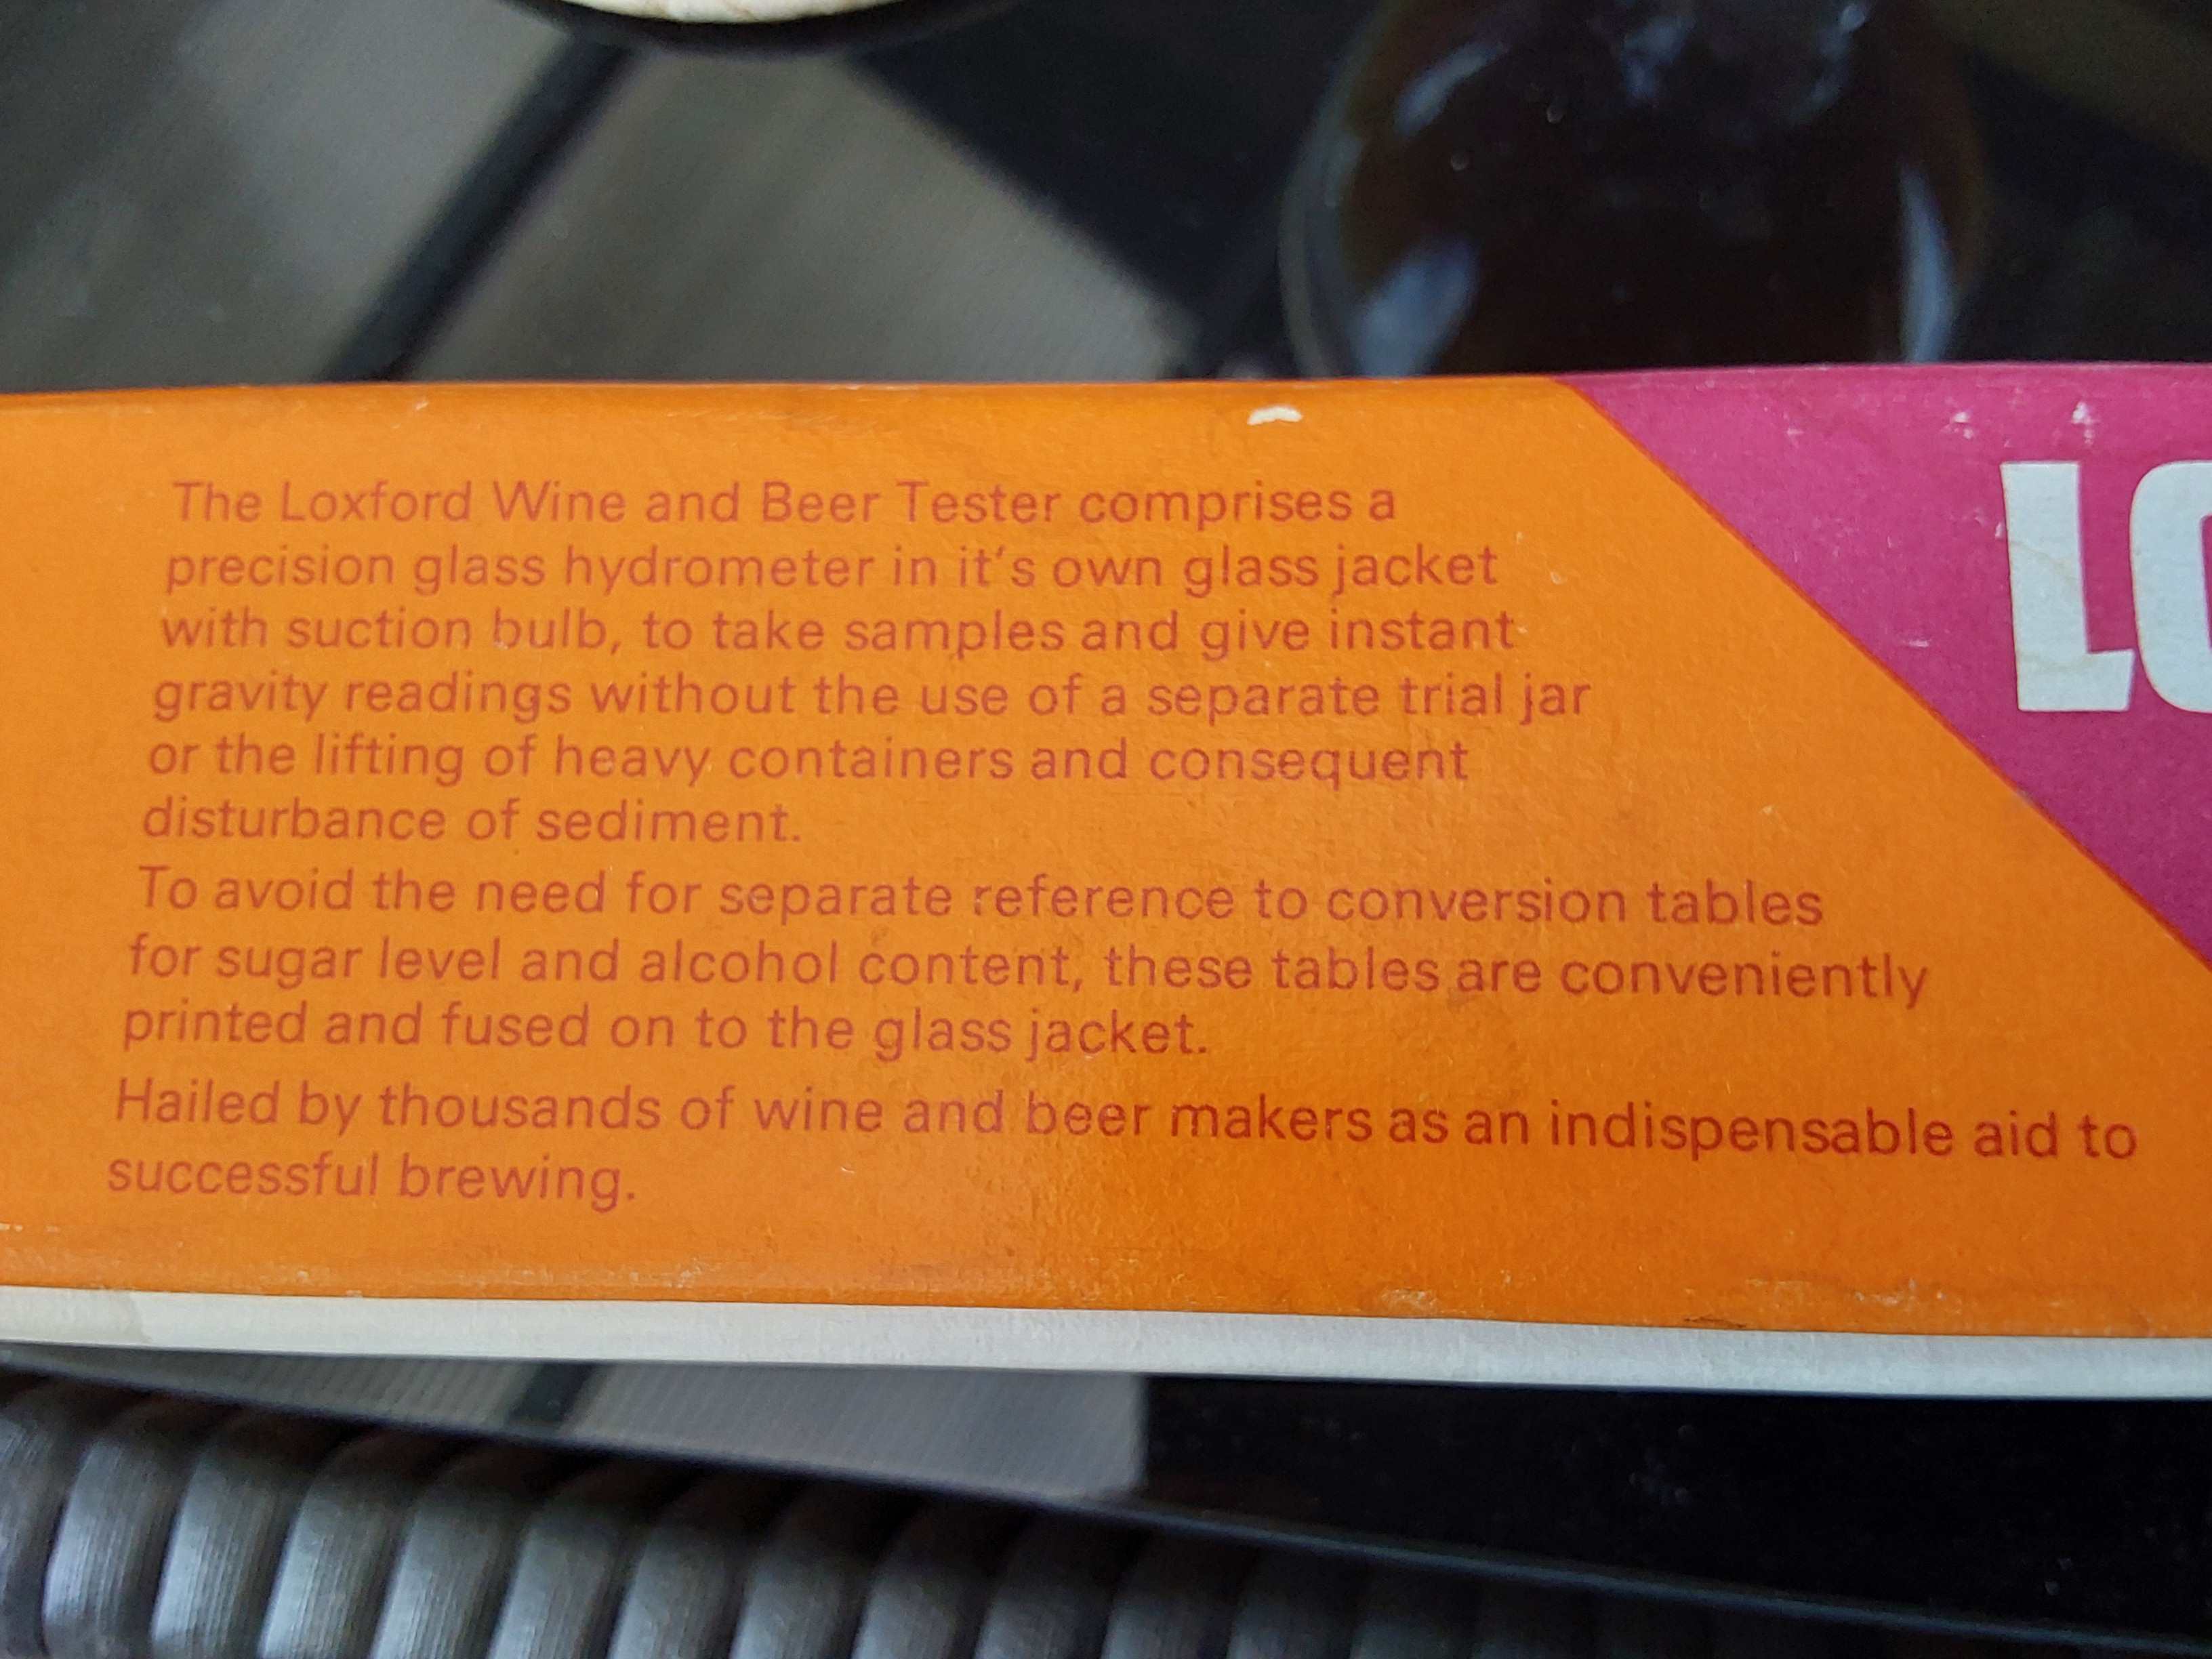 The Loxford Wine and Beer Tester comprises a
precision glass hydrometer in it's own glass jacket
with suction bulb, to take samples and give instant
gravity readings without the use of a separate trial jar
or the lifting of heavy containers and consequent
disturbance of sediment.
To avoid the need for separate reference to conversion tables
for sugar level and alcohol content, these tables are conveniently
printed and fused on to the glass jacket.
Hailed by thousands of wine and beer makers as an indispensable aid to
successful brewing.
LO